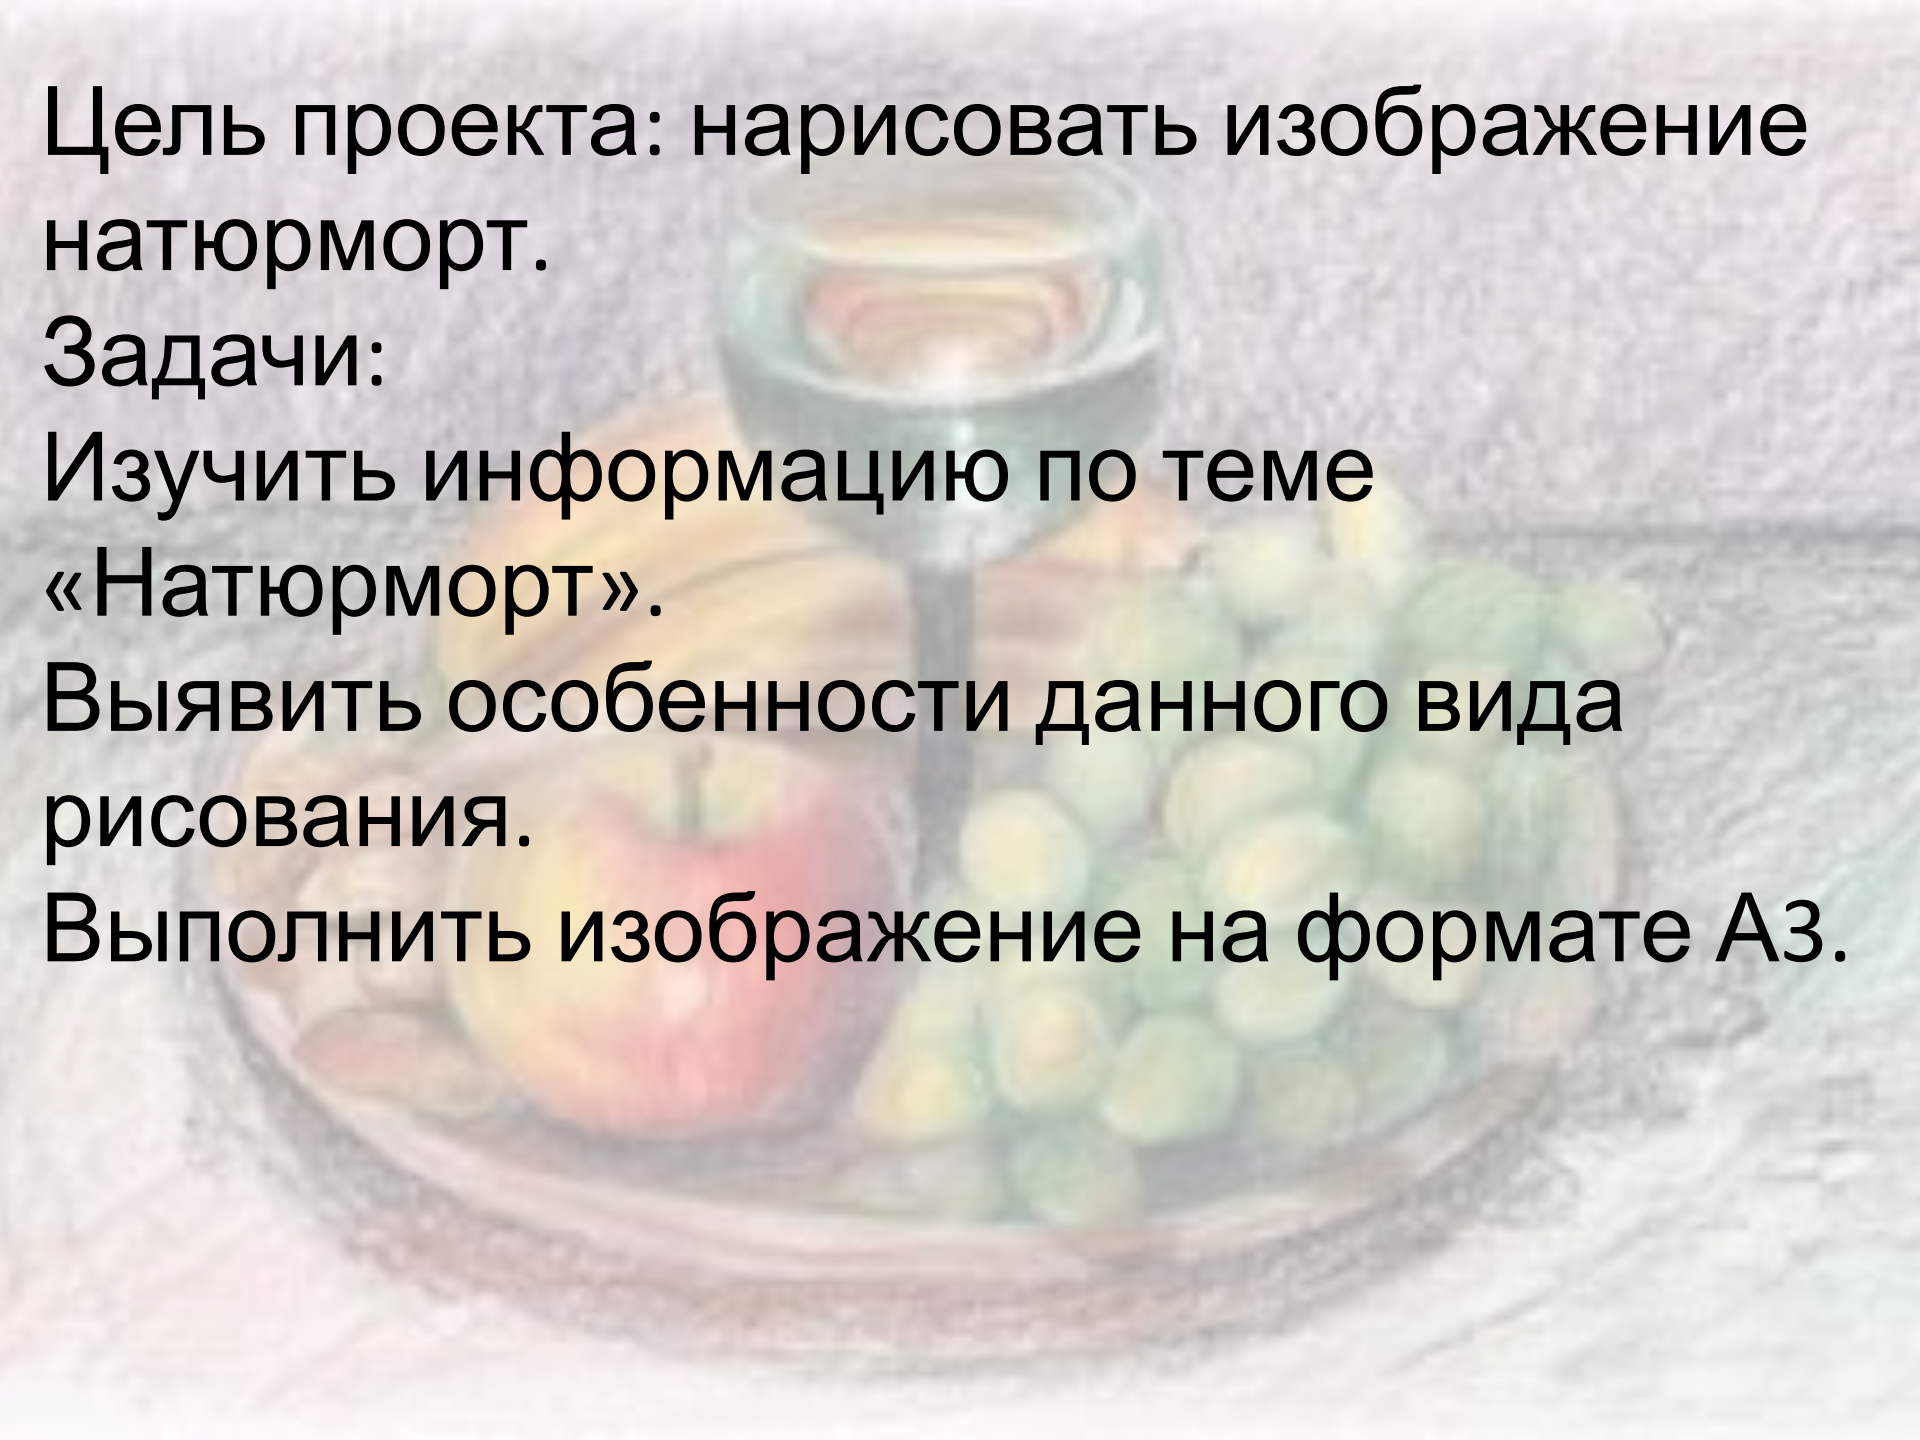 Цель проекта: нарисовать изображение
натюрморт.
Задачи:
Изучить информацию по теме
«Натюрморт».
Выявить особенности данного вида
рисования.
Выполнить изображение на формате А3.